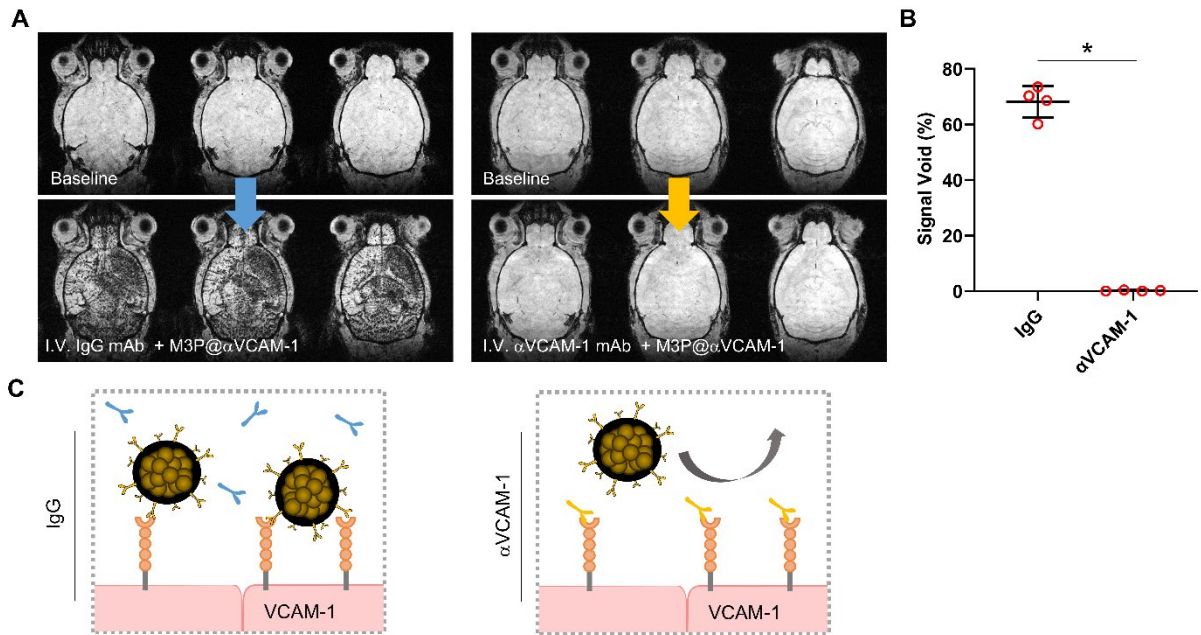 A
Baseline
Baseline
I.V. IgG mAb + M3P@αVCAM-1
I.V. αVCAM-1 mAb + M3P@αVCAM-1
B
*
Signal Void (%)
80
60
40
20
0
IgG
αVCAM-1
C
IgG
VCAM-1
αVCAM-1
VCAM-1